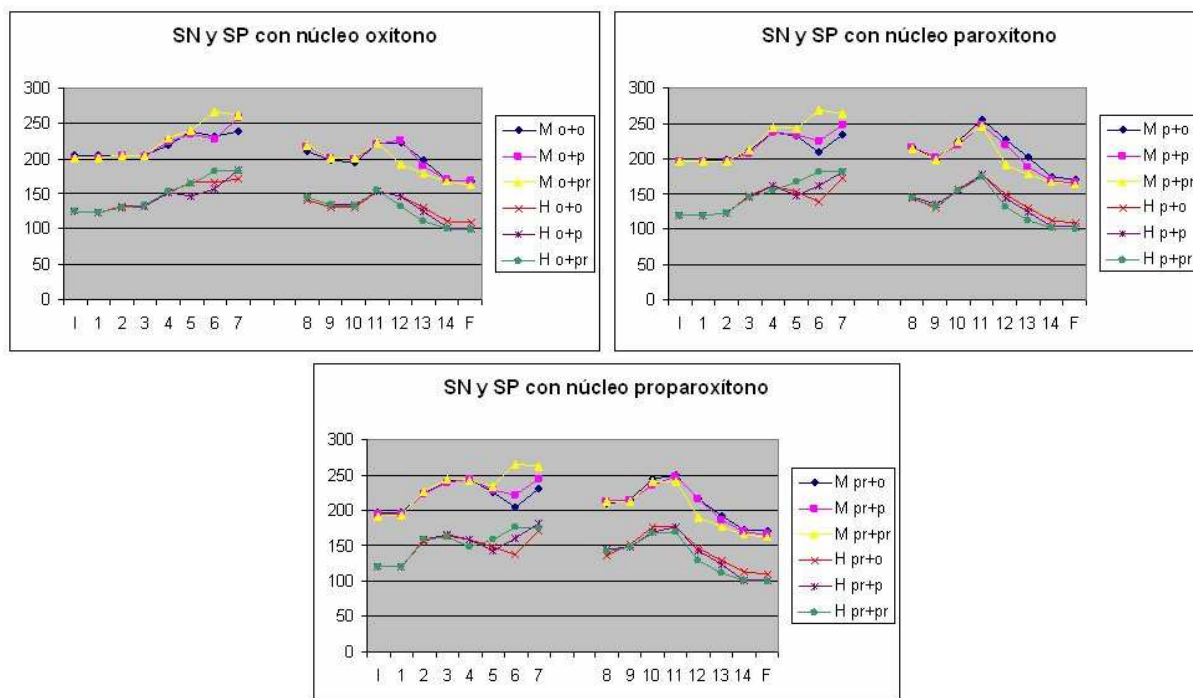 SN y SP con núcleo oxítono
300
250
200
150
100
50
0
I 1 2 3 4 5 6 7 8 9 10 11 12 13 14 F
M o+o
M o+p
M o+pr
H o+o
H o+p
H o+pr
SN y SP con núcleo paroxítono
300
250
200
150
100
50
0
I 1 2 3 4 5 6 7 8 9 10 11 12 13 14 F
M p+o
M p+p
M p+pr
H p+o
H p+p
H p+pr
SN y SP con núcleo proparoxítono
300
250
200
150
100
50
0
I 1 2 3 4 5 6 7 8 9 10 11 12 13 14 F
M pr+o
M pr+p
M pr+pr
H pr+o
H pr+p
H pr+pr